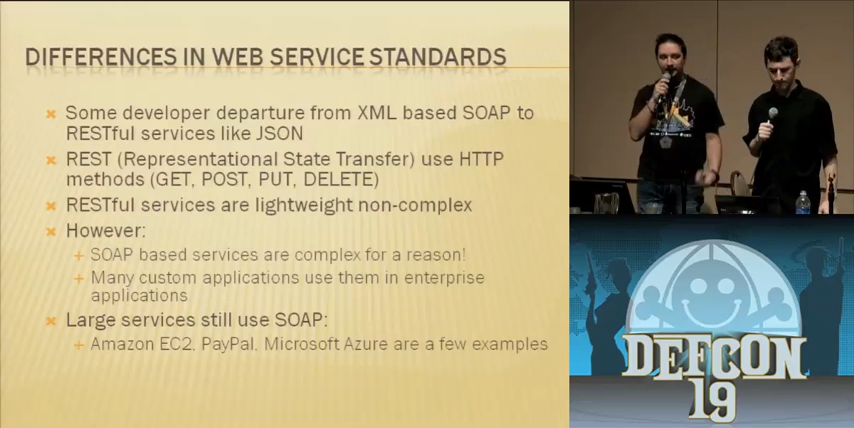 DIFFERENCES IN WEB SERVICE STANDARDS
Some developer departure from XML based SOAP to
RESTful services like JSON
REST (Representational State Transfer) use HTTP
methods (GET, POST, PUT, DELETE)
RESTful services are lightweight non-complex
However:
SOAP based services are complex for a reason!
Many custom applications use them in enterprise
applications
Large services still use SOAP:
Amazon EC2, PayPal, Microsoft Azure are a few examples
DEFCON
19